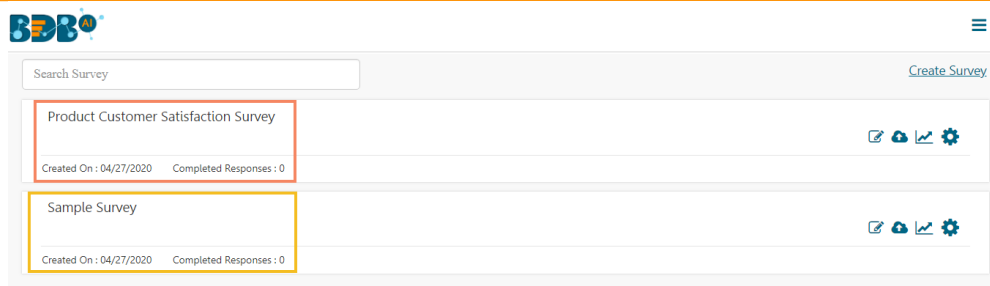 BDB AI
Search Survey
Create Survey
Product Customer Satisfaction Survey
Created On : 04/27/2020 Completed Responses : 0
Sample Survey
Created On : 04/27/2020 Completed Responses : 0